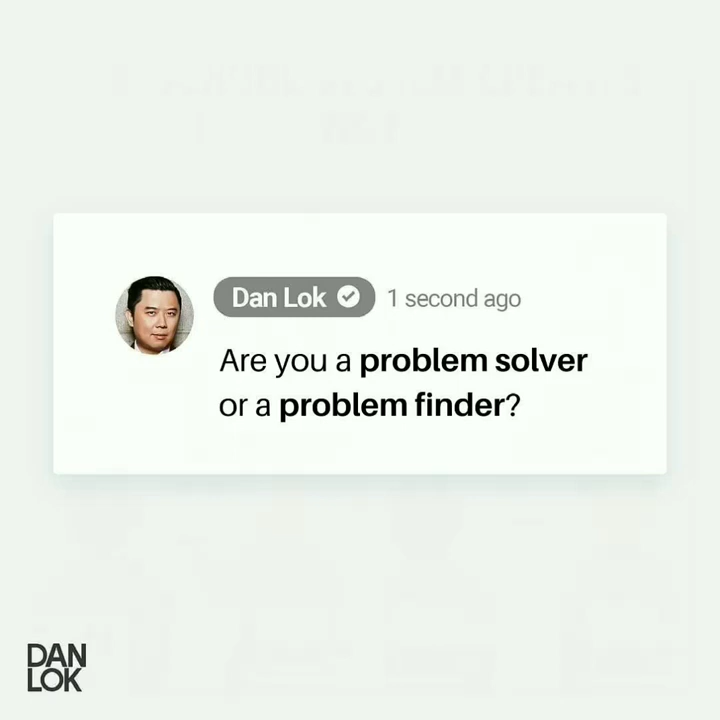 Dan Lok 1 second ago
Are you a problem solver
or a problem finder?
DAN
LOK